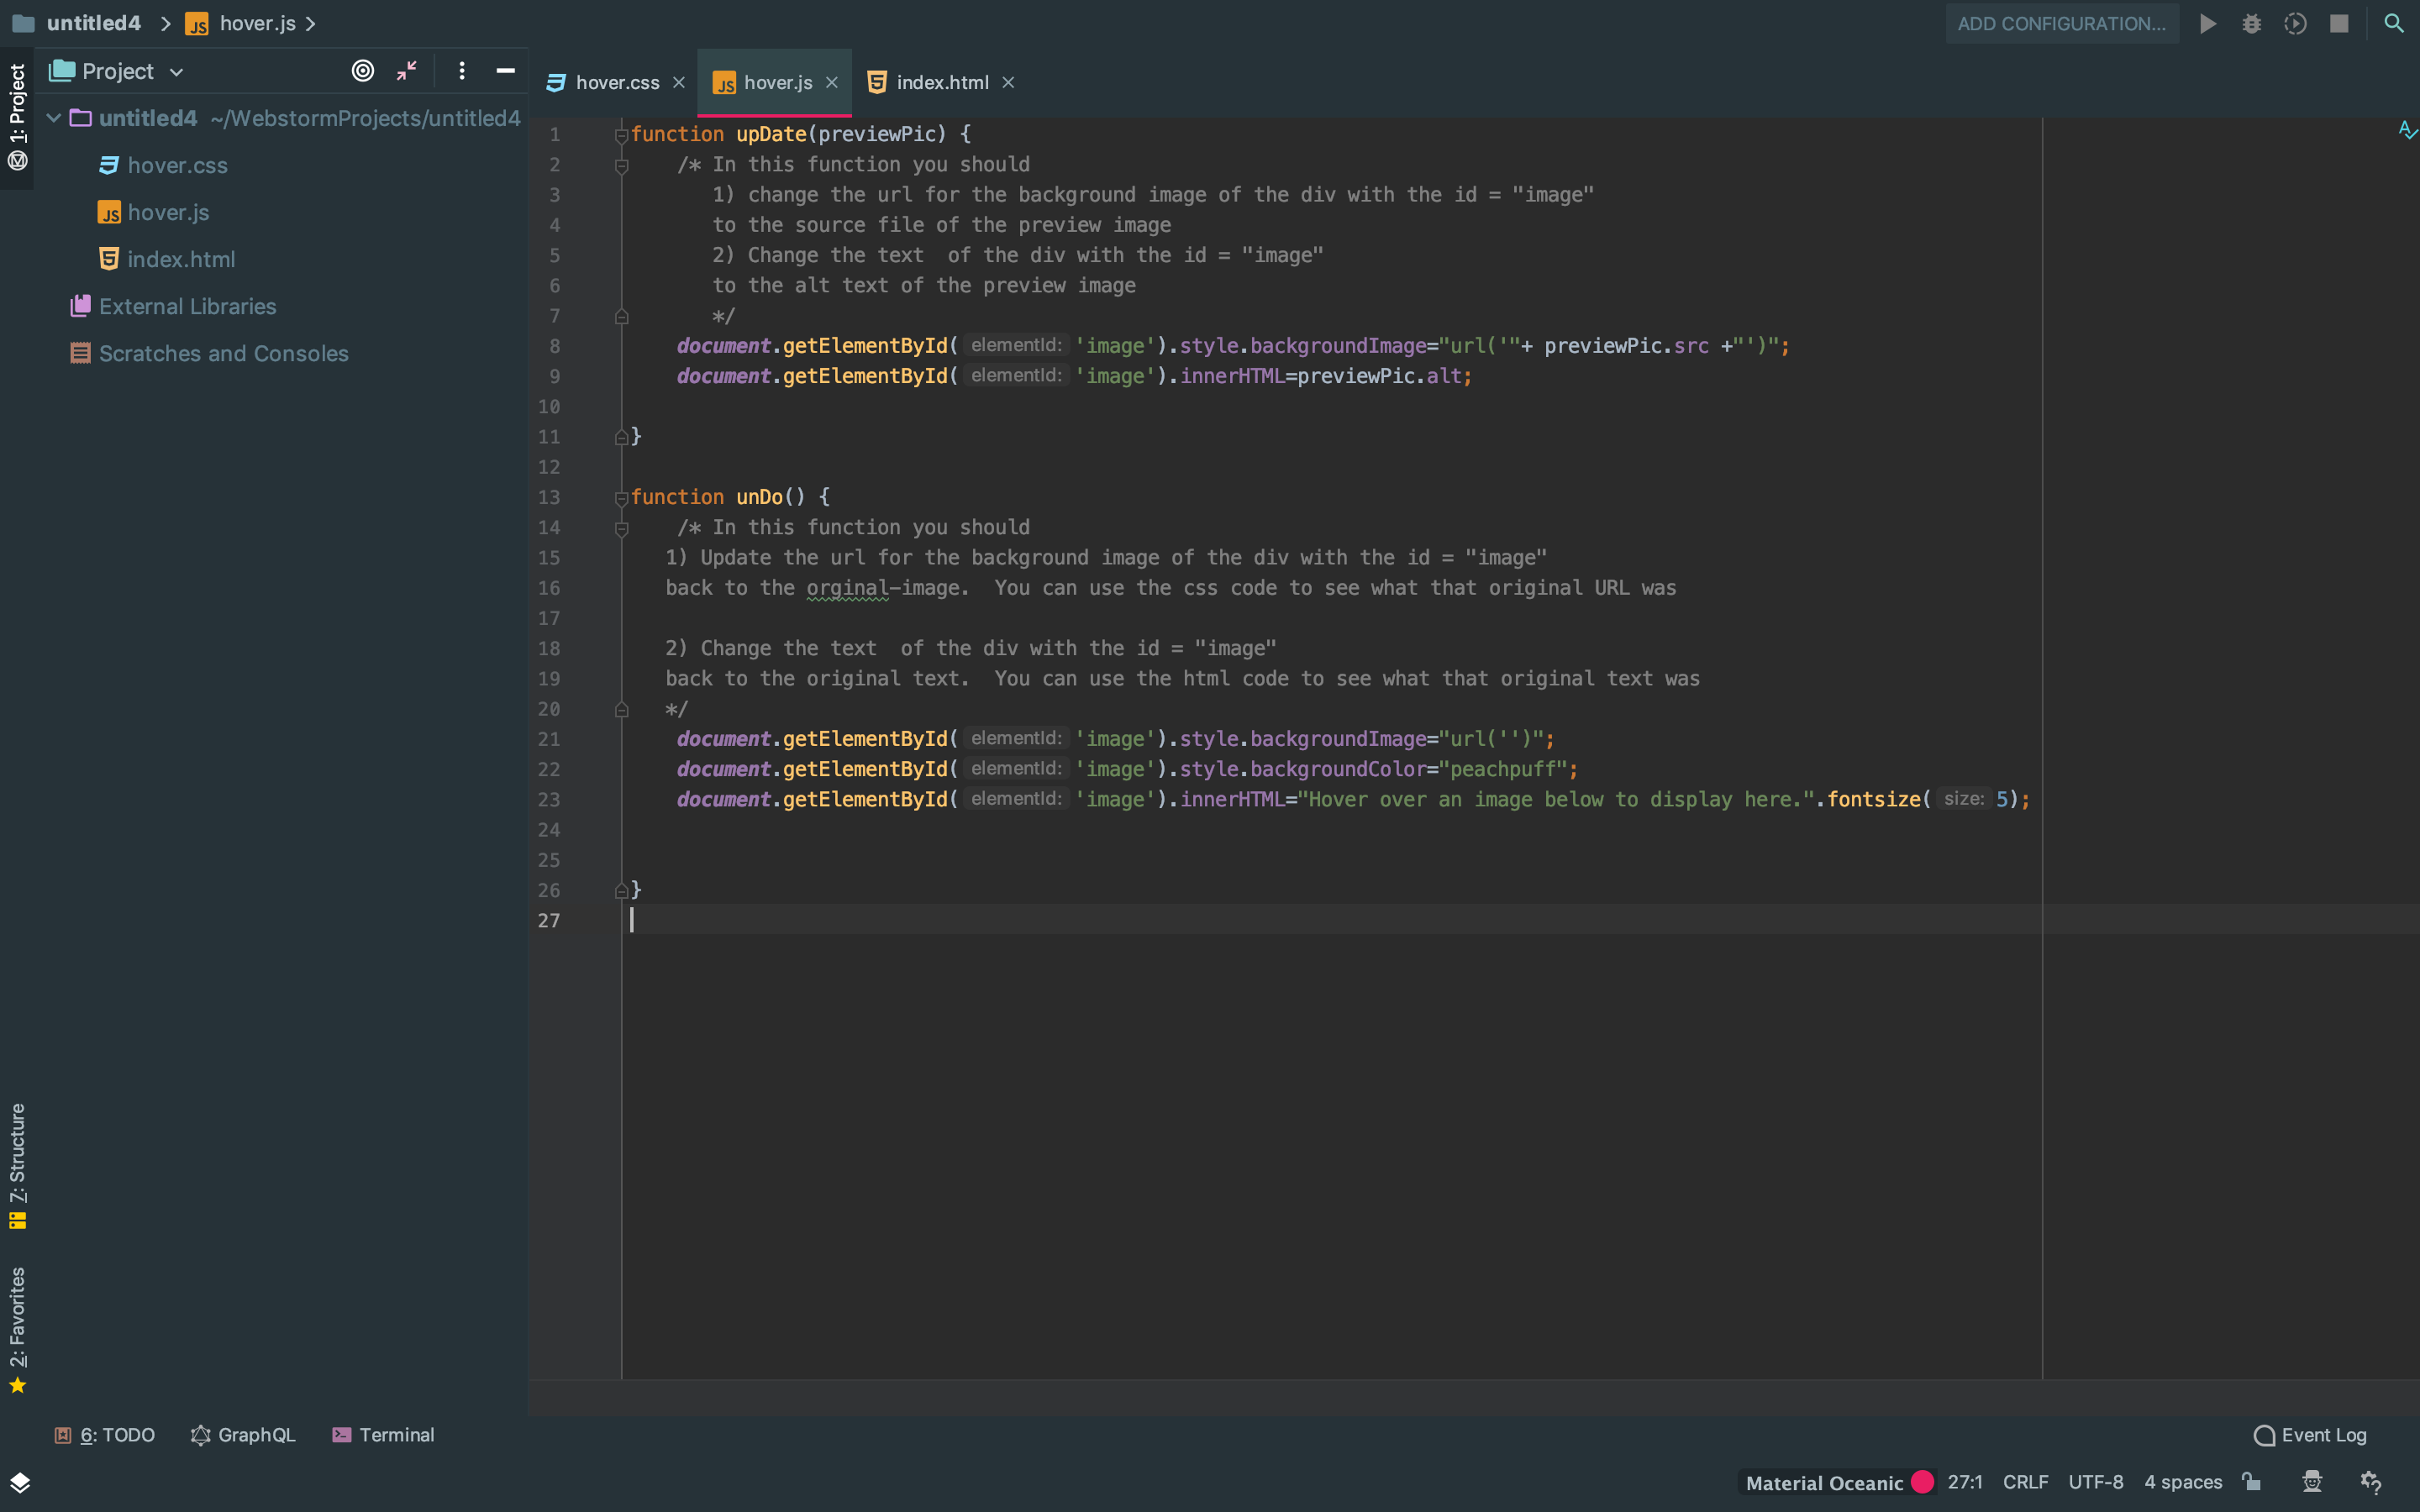 untitled4 > hover.js >
ADD CONFIGURATION...
1: Project
Project
hover.css
hover.js
index.html
untitled4 ~/WebstormProjects/untitled4
hover.css
hover.js
index.html
External Libraries
Scratches and Consoles
1 function upDate(previewPic) {
2 /* In this function you should
3 1) change the url for the background image of the div with the id = "image"
4 to the source file of the preview image
5 2) Change the text  of the div with the id = "image"
6 to the alt text of the preview image
7 */
8 document.getElementById( elementId: 'image').style.backgroundImage="url('"+ previewPic.src +"')";
9 document.getElementById( elementId: 'image').innerHTML=previewPic.alt;
10
11 }
12
13 function unDo() {
14 /* In this function you should
15 1) Update the url for the background image of the div with the id = "image"
16 back to the orginal-image.  You can use the css code to see what that original URL was
17
18 2) Change the text  of the div with the id = "image"
19 back to the original text.  You can use the html code to see what that original text was
20 */
21 document.getElementById( elementId: 'image').style.backgroundImage="url('')";
22 document.getElementById( elementId: 'image').style.backgroundColor="peachpuff";
23 document.getElementById( elementId: 'image').innerHTML="Hover over an image below to display here.".fontsize( size: 5);
24
25
26 }
27
7: Structure
2: Favorites
6: TODO
GraphQL
Terminal
Event Log
Material Oceanic
27:1
CRLF
UTF-8
4 spaces